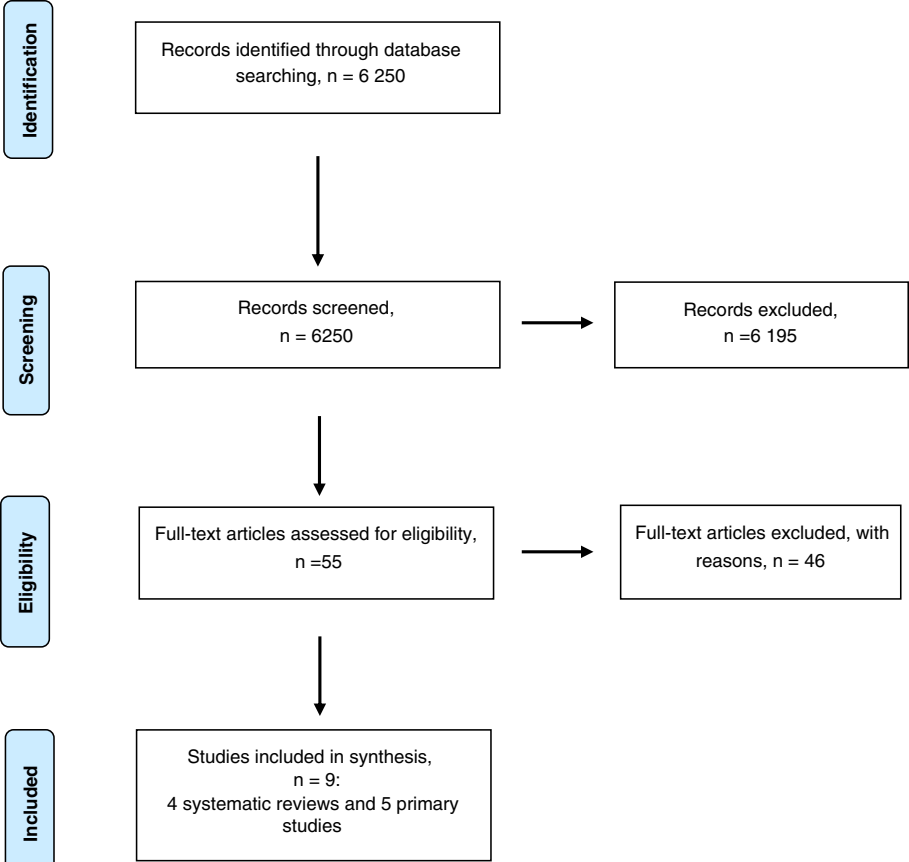 Identification
Records identified through database
searching, n = 6 250
Screening
Records screened,
n = 6250
Records excluded,
n =6 195
Eligibility
Full-text articles assessed for eligibility,
n =55
Full-text articles excluded, with
reasons, n = 46
Included
Studies included in synthesis,
n = 9:
4 systematic reviews and 5 primary
studies